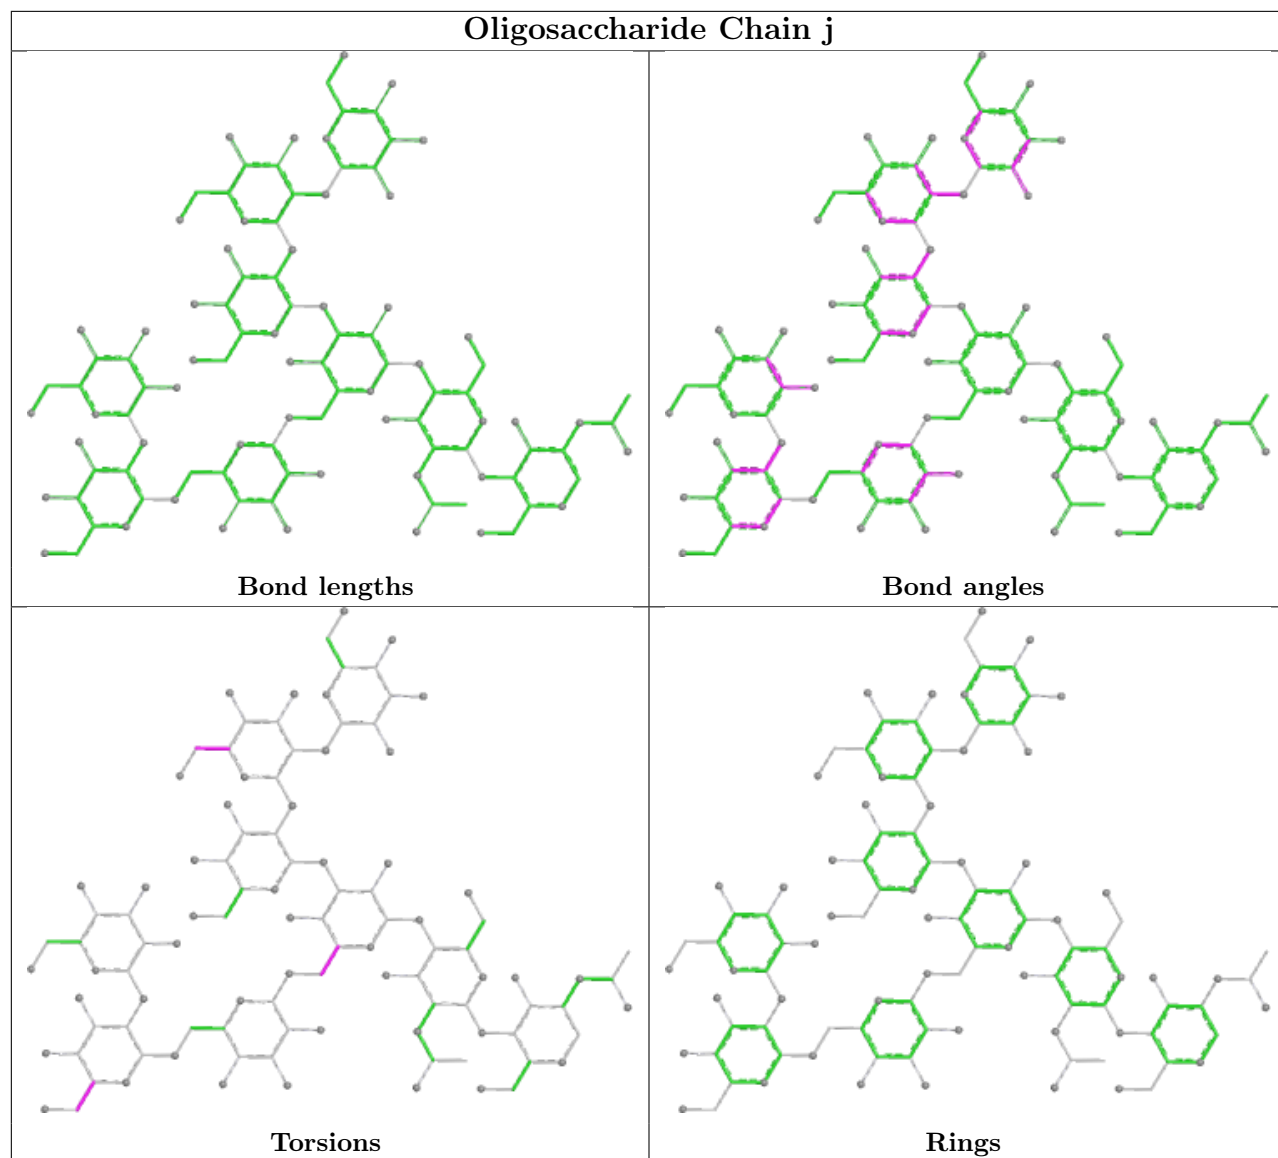 Oligosaccharide Chain j
Bond lengths
Bond angles
Torsions
Rings